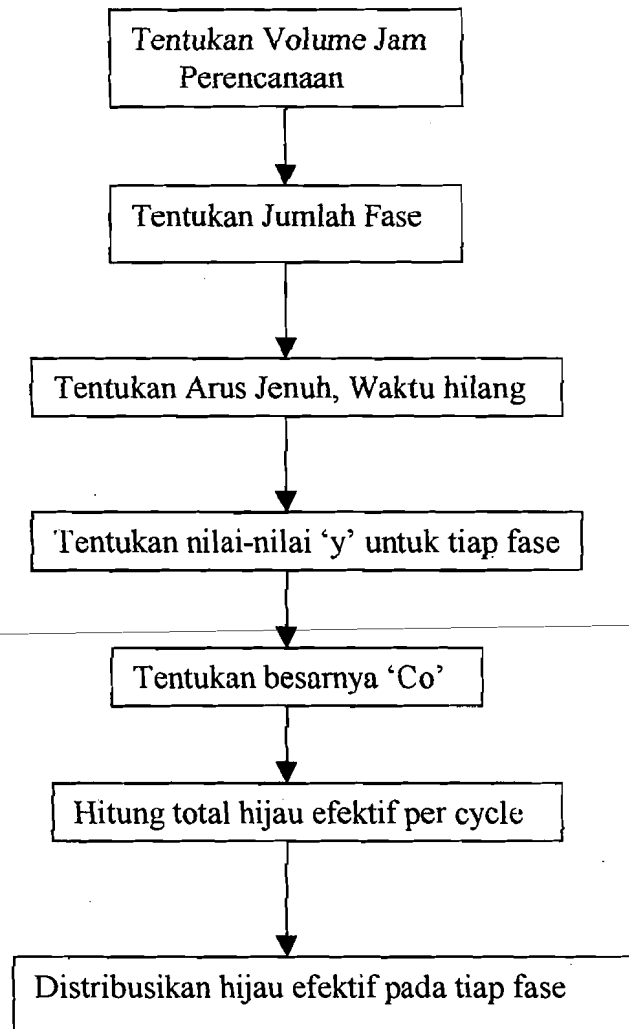 Tentukan Volume Jam
Perencanaan
Tentukan Jumlah Fase
Tentukan Arus Jenuh, Waktu hilang
Tentukan nilai-nilai ‘y’ untuk tiap fase
Tentukan besarnya ‘Co’
Hitung total hijau efektif per cycle
Distribusikan hijau efektif pada tiap fase